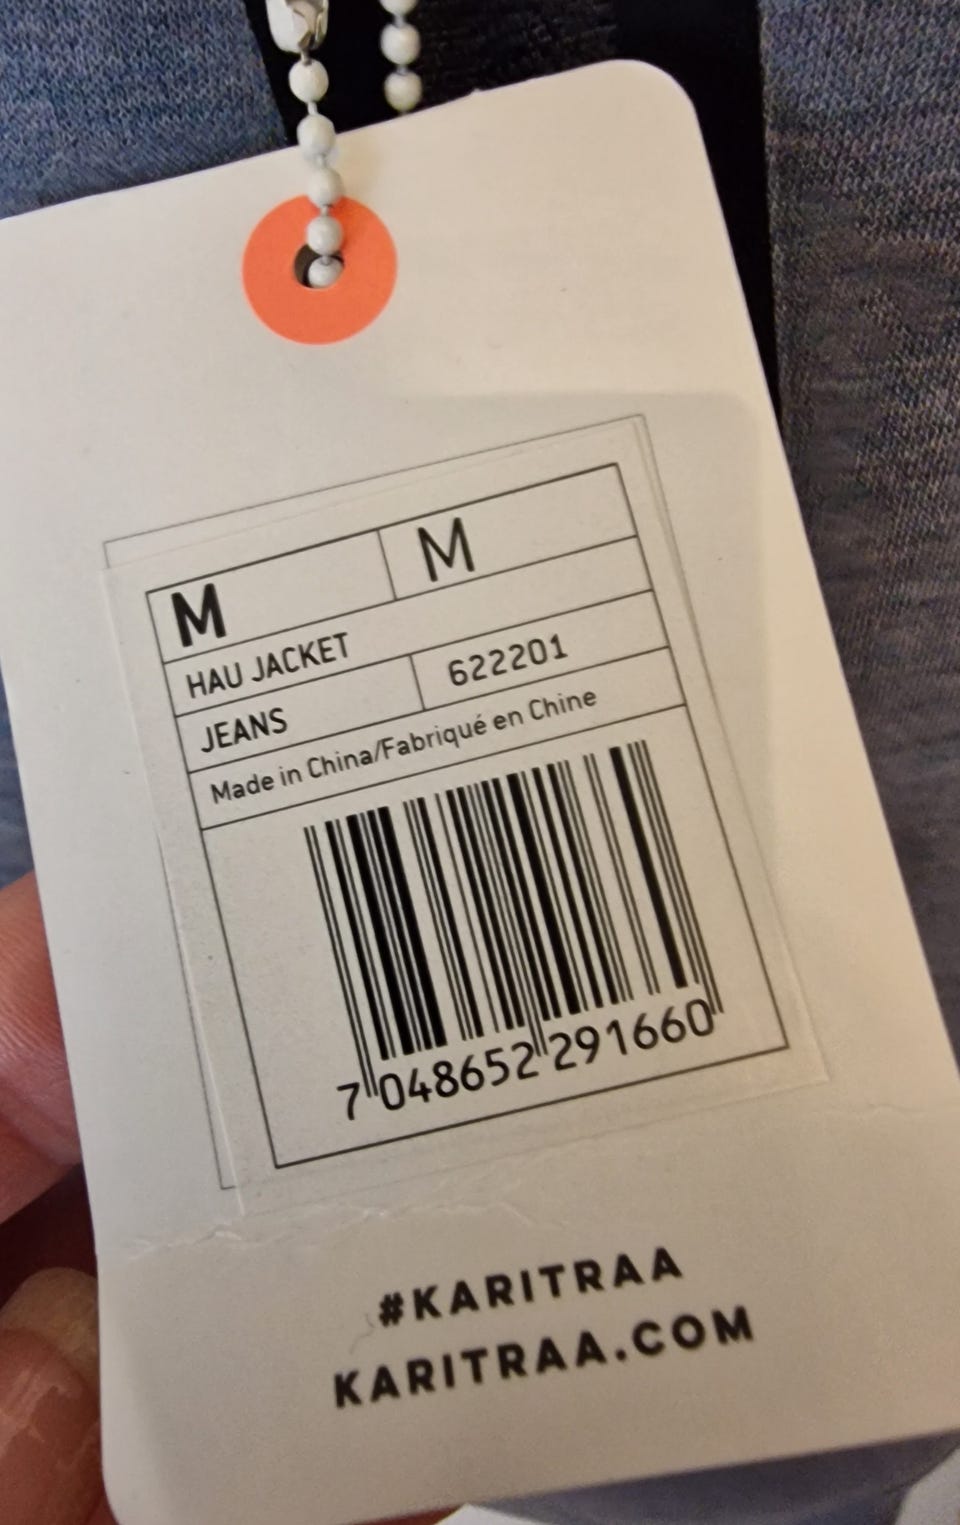 M M
HAU JACKET
JEANS 622201
Made in China/Fabriqué en Chine
7 048652 291660
#KARITRAA
KARITRAA.COM